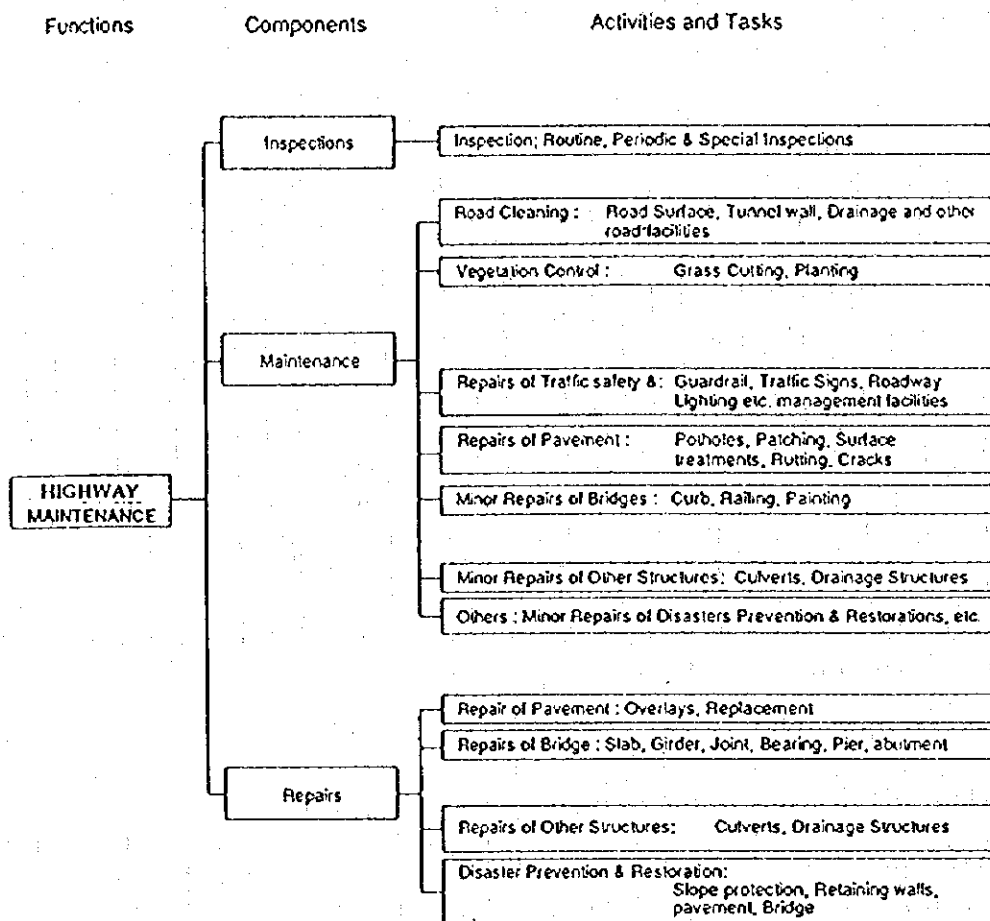 Functions Components Activities and Tasks
Inspections
Inspection; Routine, Periodic & Special Inspections
Road Cleaning : Road Surface, Tunnel wall, Drainage and other
road facilities
Vegetation Control : Grass Cutting, Planting
Maintenance
Repairs of Traffic safety &: Guardrail, Traffic Signs, Roadway
Lighting etc. management facilities
Repairs of Pavement : Potholes, Patching, Surface
treatments, Rutting, Cracks
HIGHWAY
MAINTENANCE
Minor Repairs of Bridges : Curb, Railing, Painting
Minor Repairs of Other Structures: Culverts, Drainage Structures
Others : Minor Repairs of Disasters Prevention & Restorations, etc.
Repair of Pavement : Overlays, Replacement
Repairs of Bridge : Slab, Girder, Joint, Bearing, Pier, abutment
Repairs
Repairs of Other Structures: Culverts, Drainage Structures
Disaster Prevention & Restoration:
Slope protection, Retaining walls,
pavement, Bridge